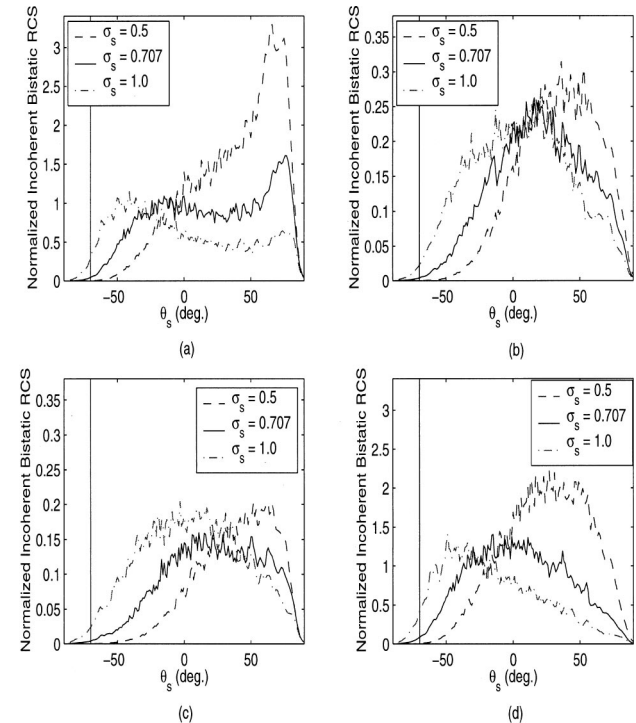 Normalized Incoherent Bistatic RCS
3
2.5
2
1.5
1
0.5
0
σs = 0.5
σs = 0.707
σs = 1.0
−50 0 50
θs (deg.)
(a)
Normalized Incoherent Bistatic RCS
0.35
0.3
0.25
0.2
0.15
0.1
0.05
0
σs = 0.5
σs = 0.707
σs = 1.0
−50 0 50
θs (deg.)
(b)
Normalized Incoherent Bistatic RCS
0.35
0.3
0.25
0.2
0.15
0.1
0.05
0
σs = 0.5
σs = 0.707
σs = 1.0
−50 0 50
θs (deg.)
(c)
Normalized Incoherent Bistatic RCS
3
2.5
2
1.5
1
0.5
0
σs = 0.5
σs = 0.707
σs = 1.0
−50 0 50
θs (deg.)
(d)